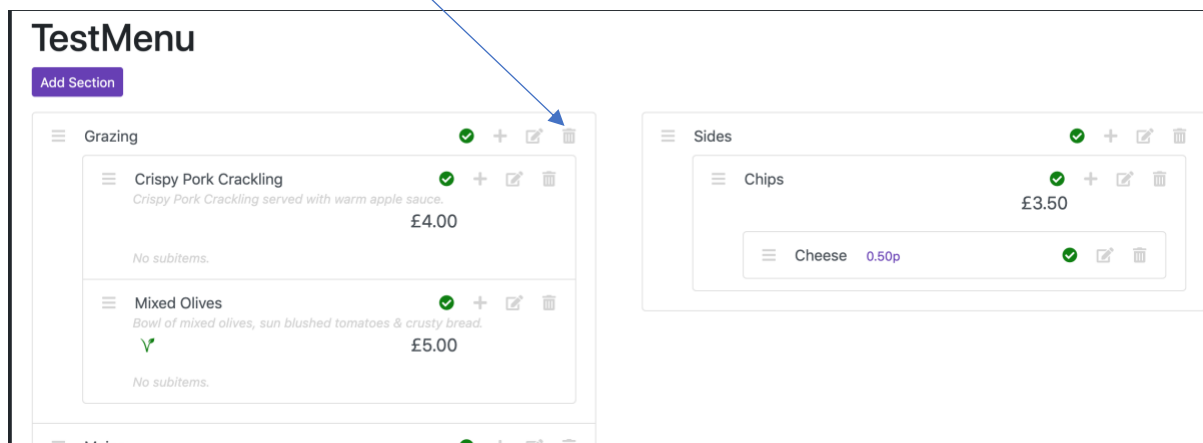 TestMenu
Add Section
Grazing
Crispy Pork Crackling
Crispy Pork Crackling served with warm apple sauce.
£4.00
No subitems.
Mixed Olives
Bowl of mixed olives, sun blushed tomatoes & crusty bread.
£5.00
No subitems.
Sides
Chips
£3.50
Cheese 0.50p